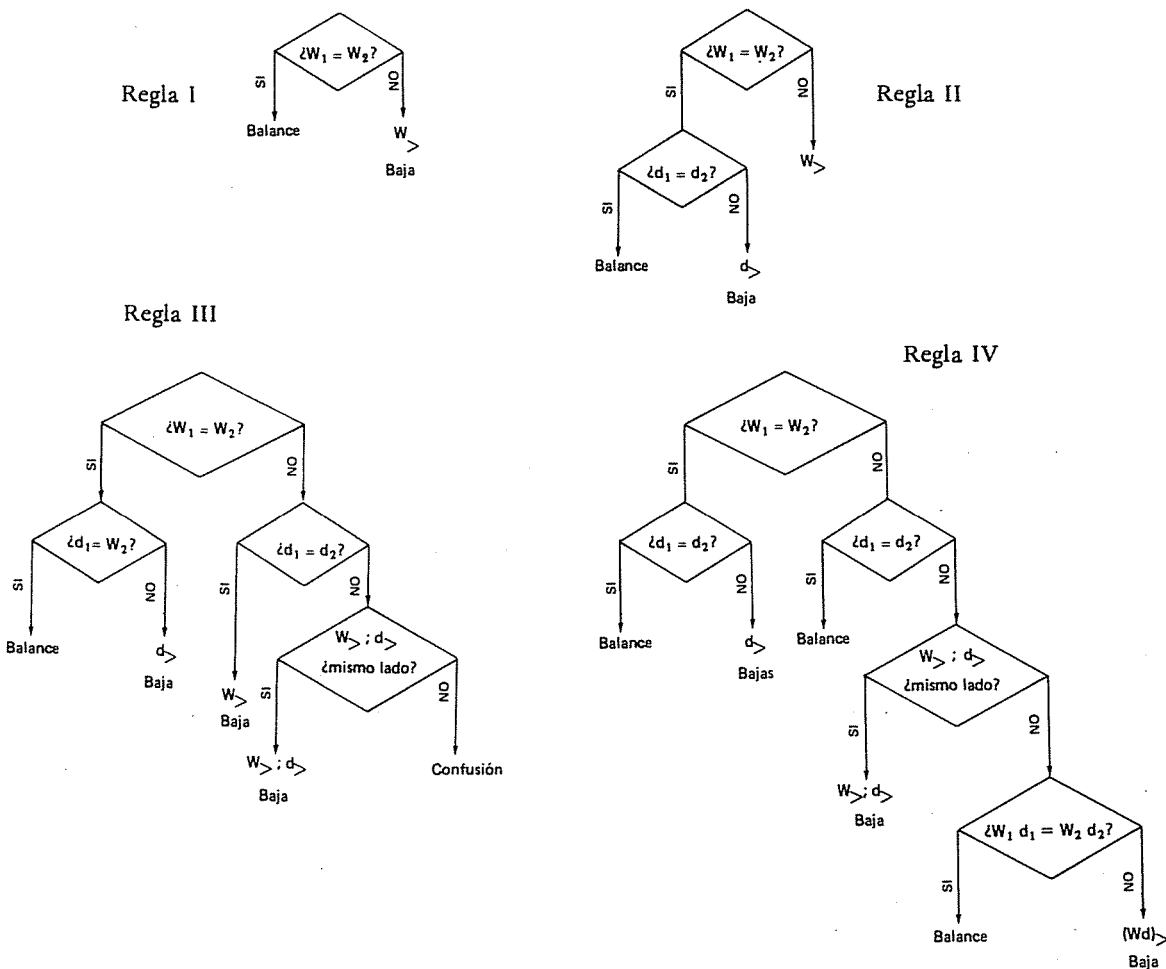 Regla I
¿W₁ = W₂?
SI
NO
Balance
W>
Baja
Regla II
¿W₁ = W₂?
SI
NO
¿d₁ = d₂?
W>
SI
NO
Balance
d>
Baja
Regla III
¿W₁ = W₂?
SI
NO
¿d₁ = W₂?
¿d₁ = d₂?
SI
NO
SI
NO
Balance
d>
Baja
W>
Baja
W> ; d>
¿mismo lado?
SI
NO
W> ; d>
Baja
Confusión
Regla IV
¿W₁ = W₂?
SI
NO
¿d₁ = d₂?
¿d₁ = d₂?
SI
NO
SI
NO
Balance
d>
Bajas
Balance
W> ; d>
¿mismo lado?
SI
NO
W>; d>
Baja
¿W₁ d₁ = W₂ d₂?
SI
NO
Balance
(Wd)>
Baja